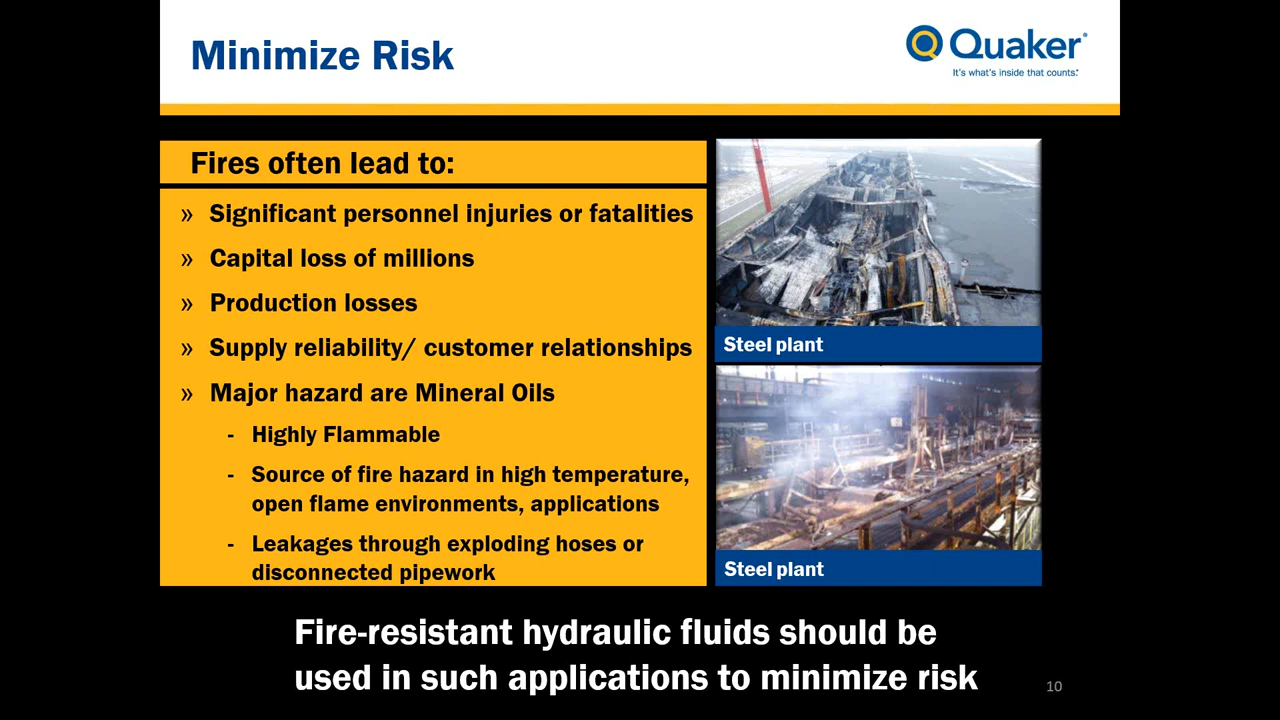 Minimize Risk
Quaker®
It's what's inside that counts.®
Fires often lead to:
» Significant personnel injuries or fatalities
» Capital loss of millions
» Production losses
» Supply reliability/ customer relationships
» Major hazard are Mineral Oils
- Highly Flammable
- Source of fire hazard in high temperature,
open flame environments, applications
- Leakages through exploding hoses or
disconnected pipework
Steel plant
Steel plant
Fire-resistant hydraulic fluids should be
used in such applications to minimize risk
10